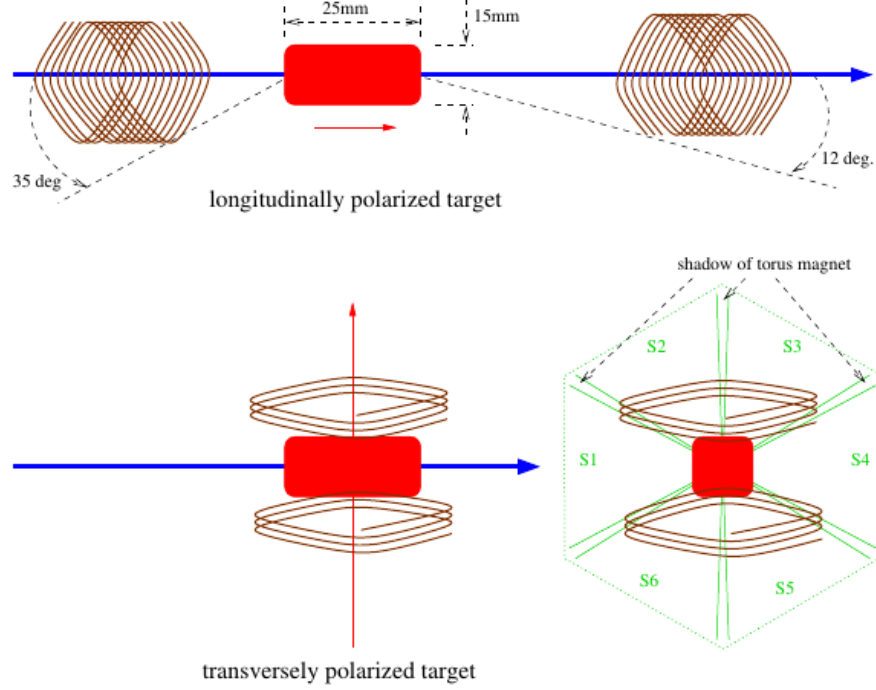 25mm
15mm
35 deg
12 deg.
longitudinally polarized target
shadow of torus magnet
S2
S3
S1
S4
S6
S5
transversely polarized target